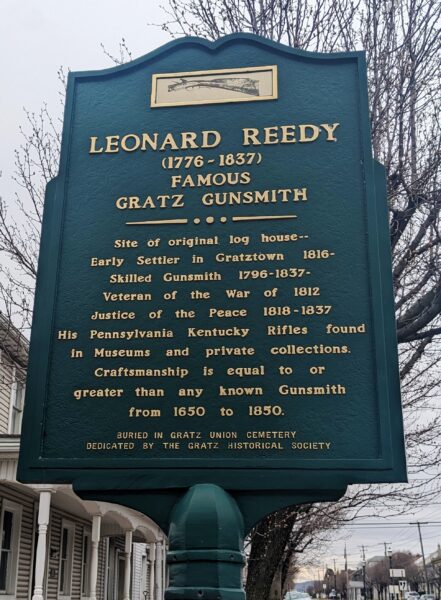 LEONARD REEDY
(1776 - 1837)
FAMOUS
GRATZ GUNSMITH
Site of original log house--
Early Settler in Gratztown 1816-
Skilled Gunsmith 1796-1837-
Veteran of the War of 1812
Justice of the Peace 1818-1837
His Pennsylvania Kentucky Rifles found
in Museums and private collections.
Craftsmanship is equal to or
greater than any known Gunsmith
from 1650 to 1850.
BURIED IN GRATZ UNION CEMETERY
DEDICATED BY THE GRATZ HISTORICAL SOCIETY